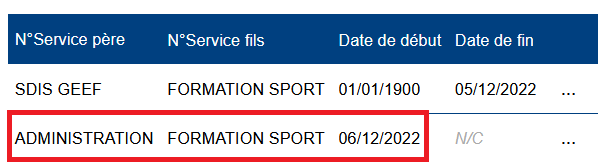 N°Service père N°Service fils Date de début Date de fin
SDIS GEEF FORMATION SPORT 01/01/1900 05/12/2022 ...
ADMINISTRATION FORMATION SPORT 06/12/2022 N/C ...